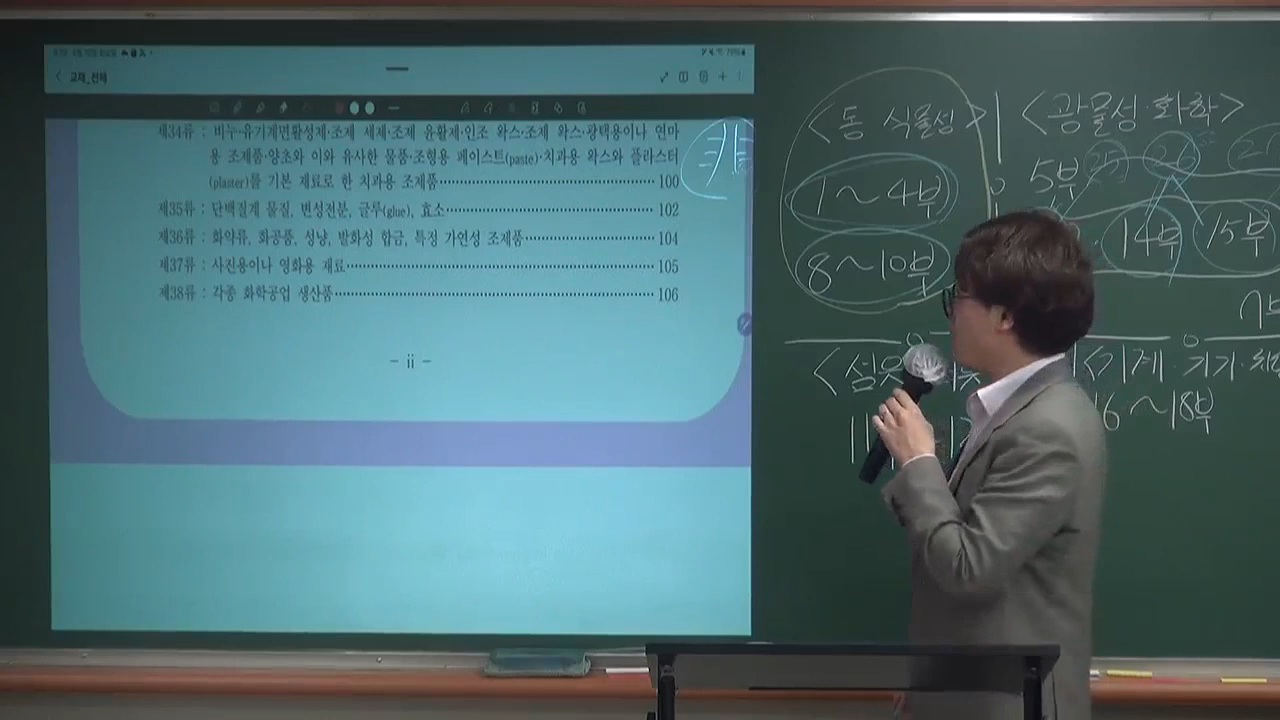 교재_전체
제34류 : 비누·유기계면활성제·조제 세제·조제 윤활제·인조 왁스·조제 왁스·광택용이나 연마
용 조제품·양초와 이와 유사한 물품·조형용 페이스트(paste)·치과용 왁스와 플라스터
(plaster)를 기본 재료로 한 치과용 조제품 100
제35류 : 단백질계 물질, 변성전분, 글루(glue), 효소 102
제36류 : 화약류, 화공품, 성냥, 발화성 합금, 특정 가연성 조제품 104
제37류 : 사진용이나 영화용 재료 105
제38류 : 각종 화학공업 생산품 106
- ii -
<동 식물성>
1~4부
8~10부
<광물성·화학>
5부 25 26
14부 15부
<섬유
11
<기계 기기·
16~18부